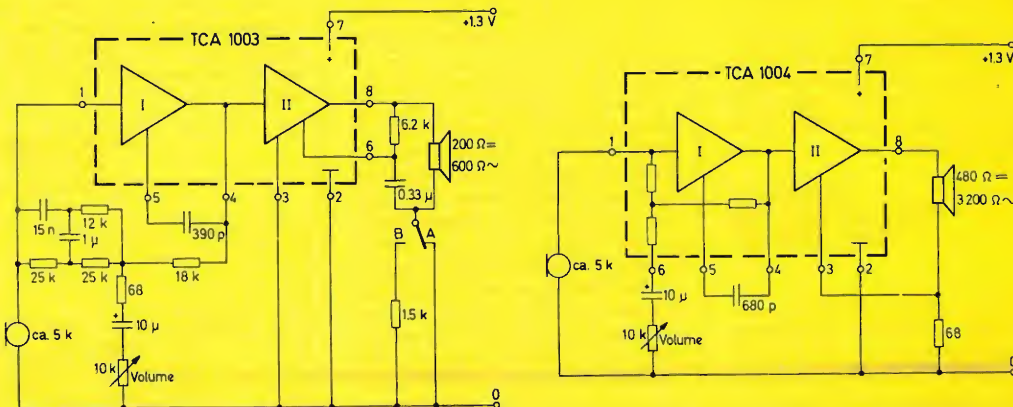 TCA 1003
7
+1.3 V
1
I
II
8
6.2 k
6
200 Ω =
600 Ω ~
0.33 µ
5
4
3
2
15 n
12 k
1 µ
390 p
25 k
25 k
18 k
68
B
A
10 µ
1.5 k
ca. 5 k
10 k
Volume
0
TCA 1004
7
+1.3 V
1
I
II
8
480 Ω =
3 200 Ω ~
6
5
4
3
2
ca. 5 k
10 µ
680 p
10 k
Volume
68